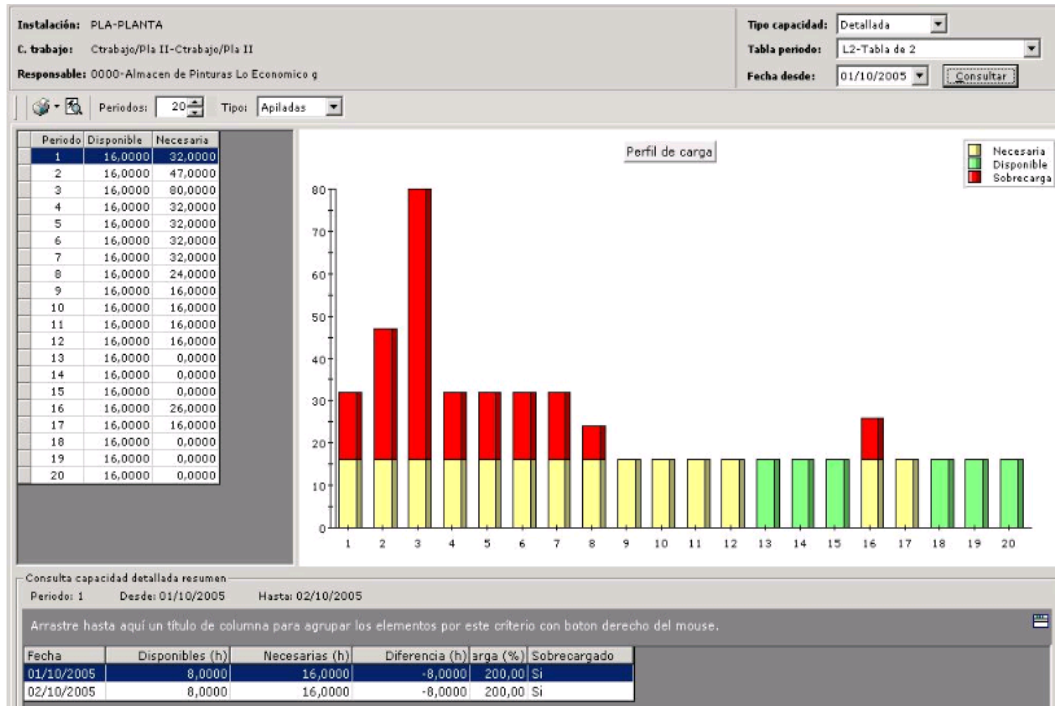 Instalación: PLA-PLANTA
C. trabajo: Ctrabajo/Pla II-Ctrabajo/Pla II
Responsable: 0000-Almacen de Pinturas Lo Economico g
Tipo capacidad: Detallada
Tabla periodo: L2-Tabla de 2
Fecha desde: 01/10/2005 Consultar
Periodos: 20 Tipo: Apiladas
Periodo Disponible Necesaria
1 16,0000 32,0000
2 16,0000 47,0000
3 16,0000 80,0000
4 16,0000 32,0000
5 16,0000 32,0000
6 16,0000 32,0000
7 16,0000 32,0000
8 16,0000 24,0000
9 16,0000 16,0000
10 16,0000 16,0000
11 16,0000 16,0000
12 16,0000 16,0000
13 16,0000 0,0000
14 16,0000 0,0000
15 16,0000 0,0000
16 16,0000 26,0000
17 16,0000 16,0000
18 16,0000 0,0000
19 16,0000 0,0000
20 16,0000 0,0000
Perfil de carga
Necesaria
Disponible
Sobrecarga
80
70
60
50
40
30
20
10
0
1 2 3 4 5 6 7 8 9 10 11 12 13 14 15 16 17 18 19 20
Consulta capacidad detallada resumen
Periodo: 1 Desde: 01/10/2005 Hasta: 02/10/2005
Arrastre hasta aquí un título de columna para agrupar los elementos por este criterio con boton derecho del mouse.
Fecha Disponibles (h) Necesarias (h) Diferencia (h) arga (%) Sobrecargado
01/10/2005 8,0000 16,0000 -8,0000 200,00 Si
02/10/2005 8,0000 16,0000 -8,0000 200,00 Si